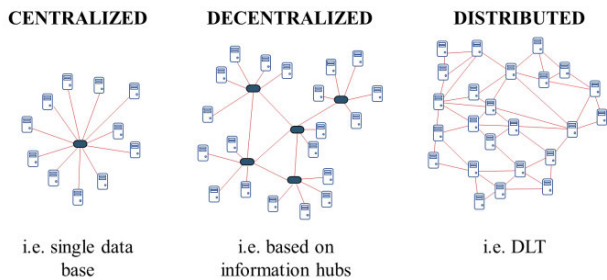 CENTRALIZED
DECENTRALIZED
DISTRIBUTED
i.e. single data
base
i.e. based on
information hubs
i.e. DLT